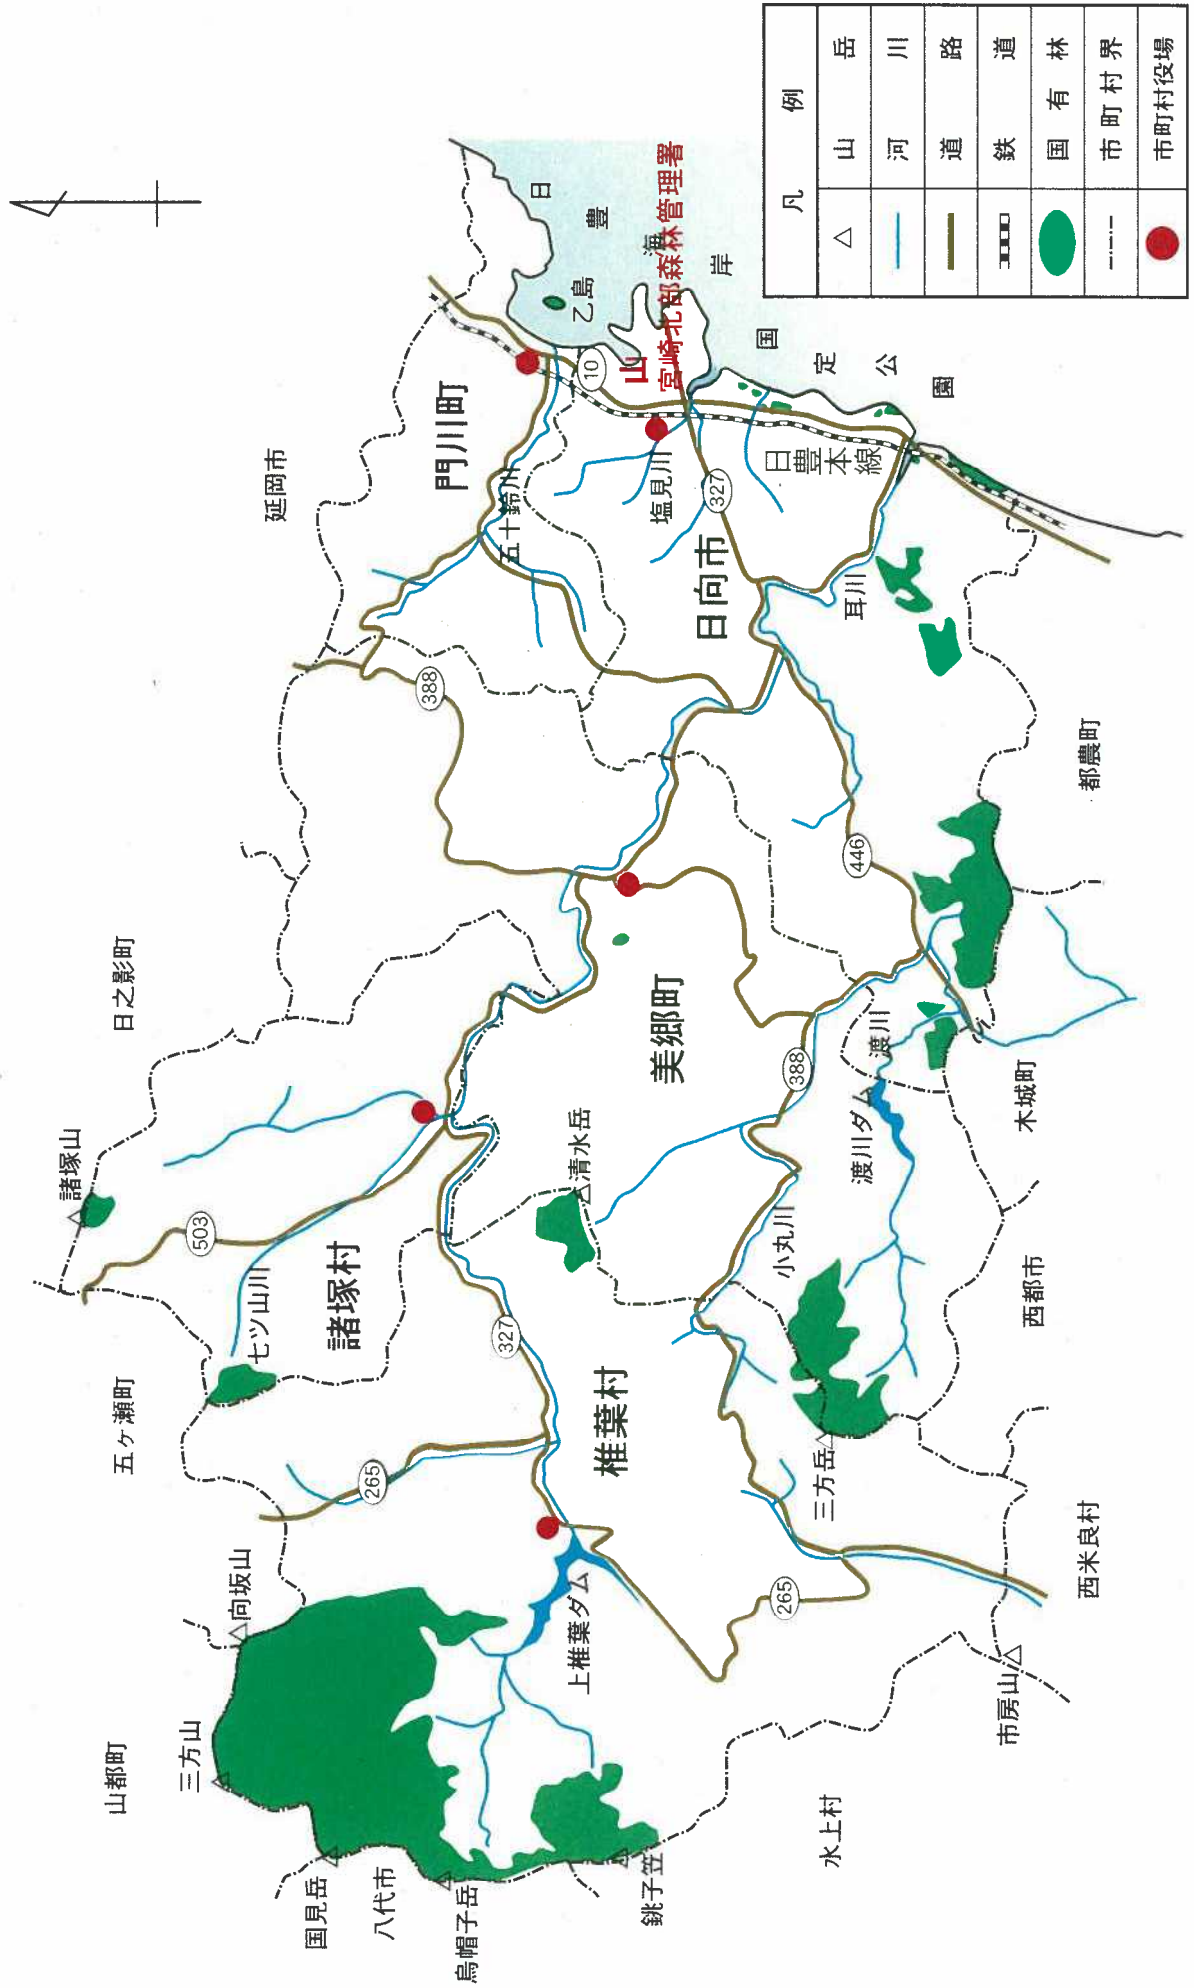 延岡市
日之影町
諸塚山
五ヶ瀬町
山都町
三方山
向坂山
国見岳
八代市
烏帽子岳
銚子笠
水上村
市房山
西米良村
西都市
木城町
都農町
門川町
五十鈴川
塩見川
日向市
耳川
日豊本線
乙島
日豊海岸
国定公園
山
宮崎北部森林管理署
美郷町
清水岳
小丸川
渡川
渡川ダム
三方岳
諸塚村
七ツ山川
椎葉村
上椎葉ダム
10
327
388
446
388
503
327
265
265
凡例
山岳
河川
道路
鉄道
国有林
市町村界
市町村役場